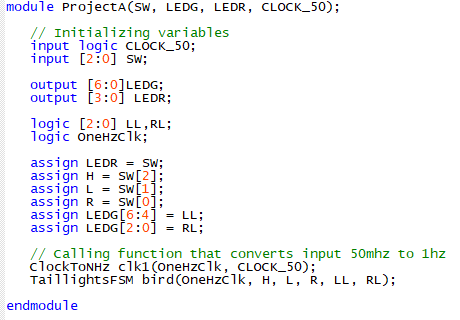 module ProjectA(SW, LEDG, LEDR, CLOCK_50);
// Initializing variables
input logic CLOCK_50;
input [2:0] SW;
output [6:0]LEDG;
output [3:0] LEDR;
logic [2:0] LL,RL;
logic OneHzClk;
assign LEDR = SW;
assign H = SW[2];
assign L = SW[1];
assign R = SW[0];
assign LEDG[6:4] = LL;
assign LEDG[2:0] = RL;
// Calling function that converts input 50mhz to 1hz
ClockToNHz clk1(OneHzClk, CLOCK_50);
TaillightsFSM bird(OneHzClk, H, L, R, LL, RL);
endmodule